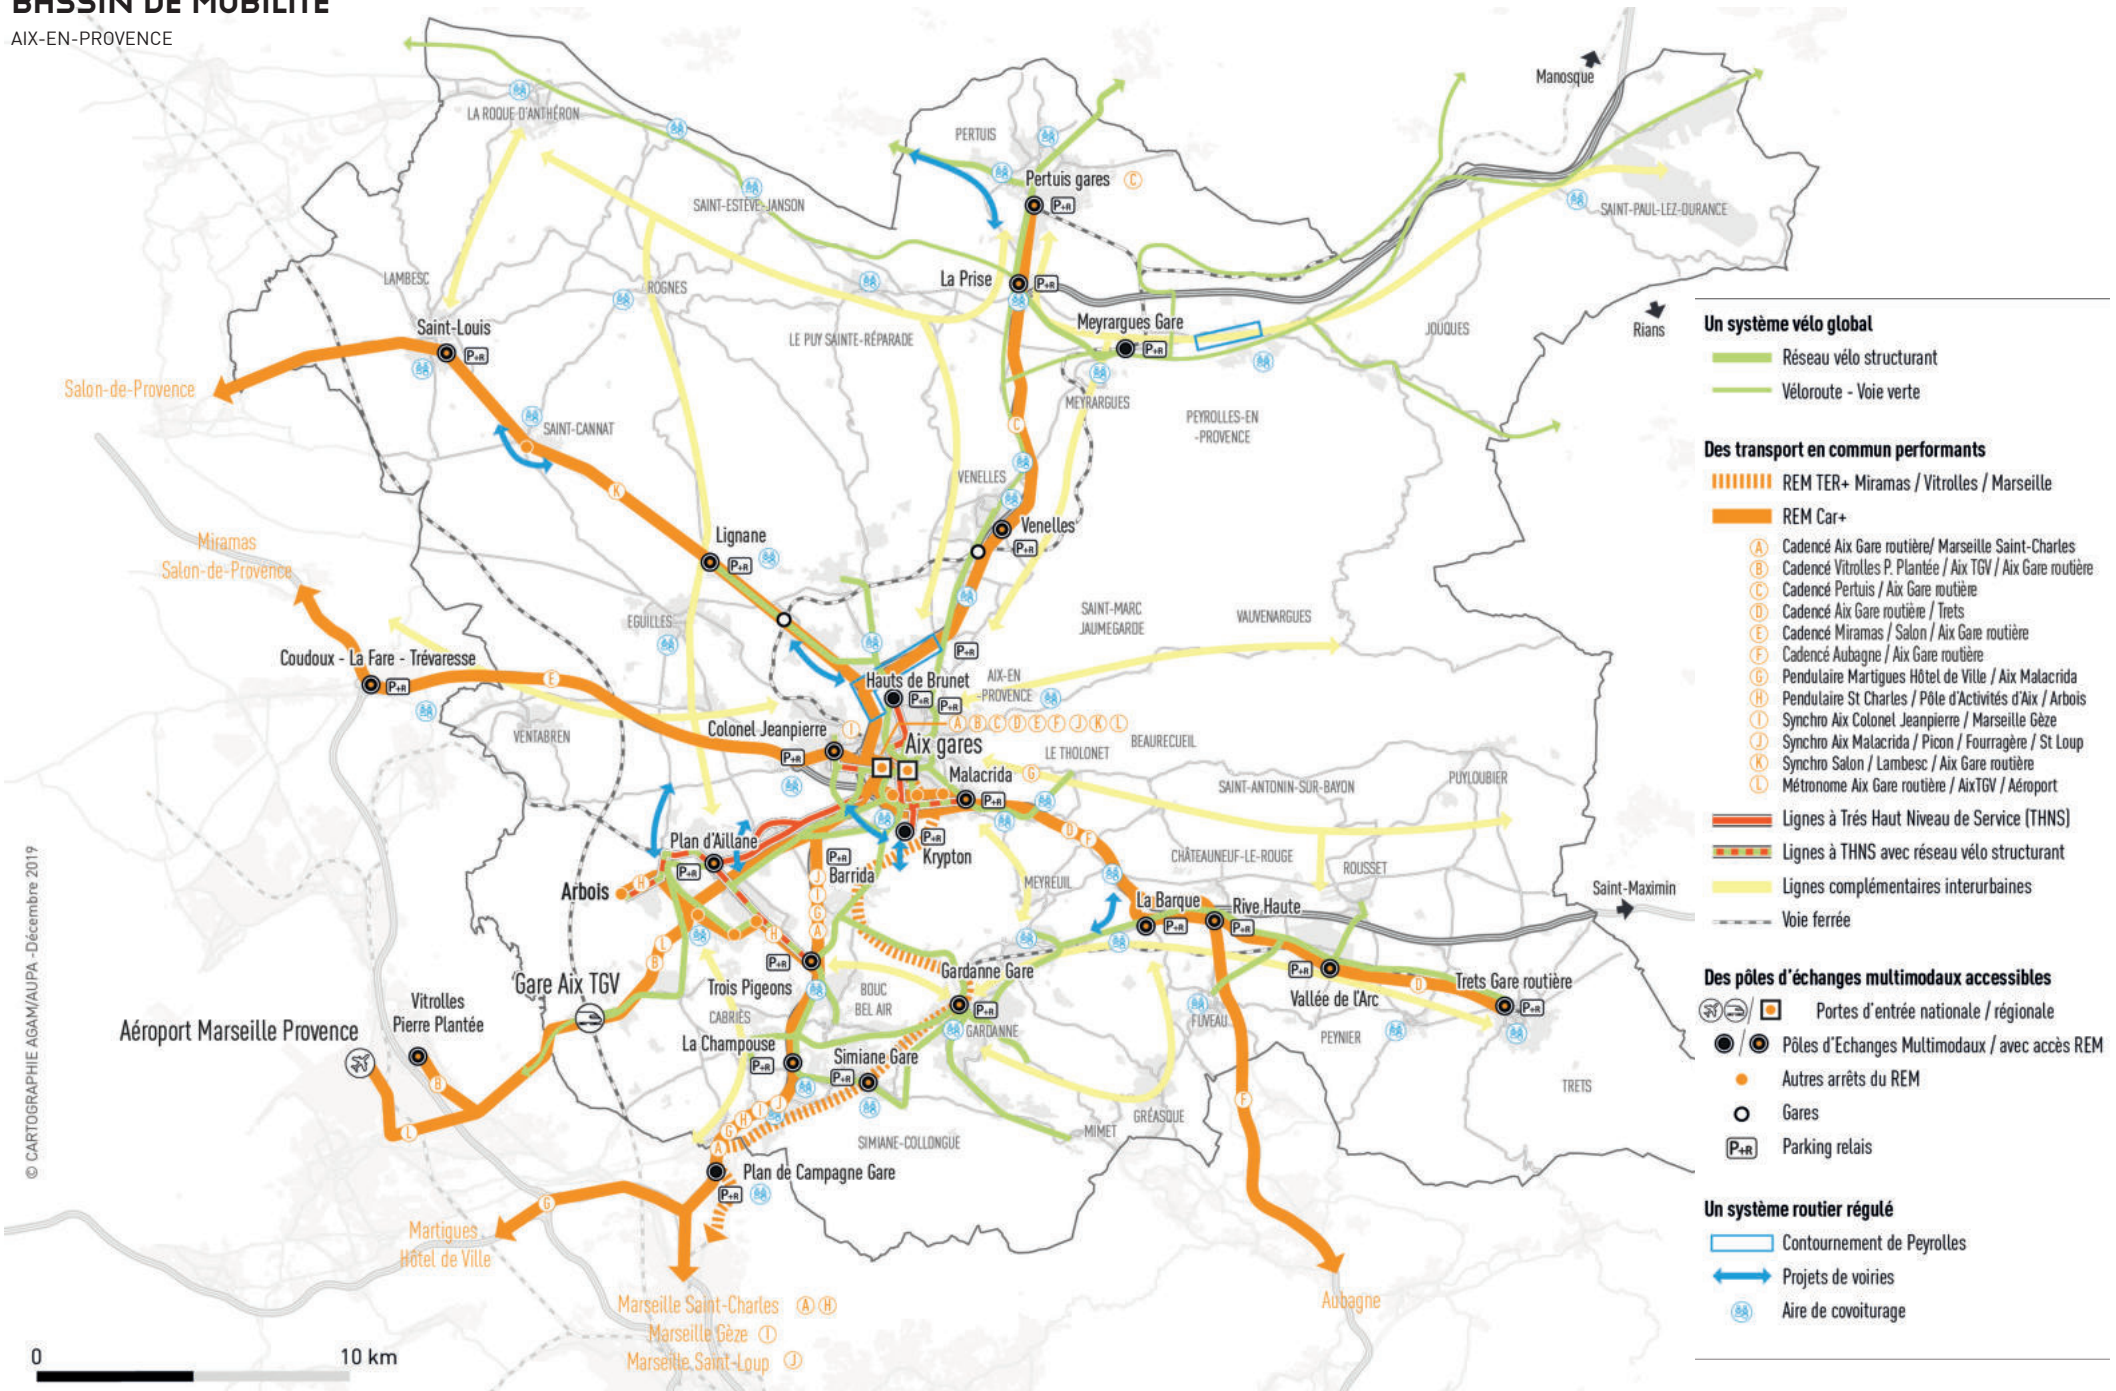 BASSIN DE MOBILITÉ
AIX-EN-PROVENCE
Manosque
LA ROQUE D'ANTHÉRON
PERTUIS
Pertuis gares C
P+R
SAINT-ESTÈVE-JANSON
SAINT-PAUL-LEZ-DURANCE
LAMBESC
ROGNES
La Prise
P+R
Saint-Louis
P+R
LE PUY SAINTE-RÉPARADE
Meyrargues Gare
P+R
JOUQUES
Rians
Salon-de-Provence
SAINT-CANNAT
MEYRARGUES
PEYROLLES-EN
-PROVENCE
C
K
VENELLES
Venelles
P+R
Lignane
P+R
Miramas
Salon-de-Provence
EGUILLES
SAINT-MARC
JAUMEGARDE
VAUVENARGUES
P+R
Coudoux - La Fare - Trévaresse
P+R
E
Hauts de Brunet
P+R
P+R
AIX-EN
-PROVENCE
VENTABREN
Colonel Jeanpierre I
P+R
A B C D E F J K L
Aix gares
LE THOLONET
BEAURECUEIL
Malacrida G
P+R
SAINT-ANTONIN-SUR-BAYON
PUYLOUBIER
Plan d'Aillane
P+R
P+R
Barrida
P+R
Krypton
D F
CHÂTEAUNEUF-LE-ROUGE
ROUSSET
Arbois
H
J
I
G
A
MEYREUIL
La Barque
P+R
Rive Haute
P+R
Saint-Maximin
H
L
B
P+R
Trois Pigeons
Gardanne Gare
P+R
P+R
Vallée de l'Arc
D
Trets Gare routière
P+R
Gare Aix TGV
CABRIÈS
BOUC
BEL AIR
GARDANNE
FUVEAU
PEYNIER
Vitrolles
Pierre Plantée
Aéroport Marseille Provence
B
L
La Champouse
P+R
Simiane Gare
P+R
TRETS
F
A G H I J
SIMIANE-COLLONGUE
MIMET
GRÉASQUE
Plan de Campagne Gare
P+R
G
Martigues
Hôtel de Ville
Marseille Saint-Charles A H
Marseille Gèze I
Marseille Saint-Loup J
Aubagne
0 10 km
© CARTOGRAPHIE AGAM/AUPA -Décembre 2019
Un système vélo global
Réseau vélo structurant
Véloroute - Voie verte
Des transport en commun performants
REM TER+ Miramas / Vitrolles / Marseille
REM Car+
A Cadencé Aix Gare routière/ Marseille Saint-Charles
B Cadencé Vitrolles P. Plantée / Aix TGV / Aix Gare routière
C Cadencé Pertuis / Aix Gare routière
D Cadencé Aix Gare routière / Trets
E Cadencé Miramas / Salon / Aix Gare routière
F Cadencé Aubagne / Aix Gare routière
G Pendulaire Martigues Hôtel de Ville / Aix Malacrida
H Pendulaire St Charles / Pôle d'Activités d'Aix / Arbois
I Synchro Aix Colonel Jeanpierre / Marseille Gèze
J Synchro Aix Malacrida / Picon / Fourragère / St Loup
K Synchro Salon / Lambesc / Aix Gare routière
L Métronome Aix Gare routière / AixTGV / Aéroport
Lignes à Trés Haut Niveau de Service (THNS)
Lignes à THNS avec réseau vélo structurant
Lignes complémentaires interurbaines
Voie ferrée
Des pôles d'échanges multimodaux accessibles
Portes d'entrée nationale / régionale
Pôles d'Echanges Multimodaux / avec accès REM
Autres arrêts du REM
Gares
P+R Parking relais
Un système routier régulé
Contournement de Peyrolles
Projets de voiries
Aire de covoiturage